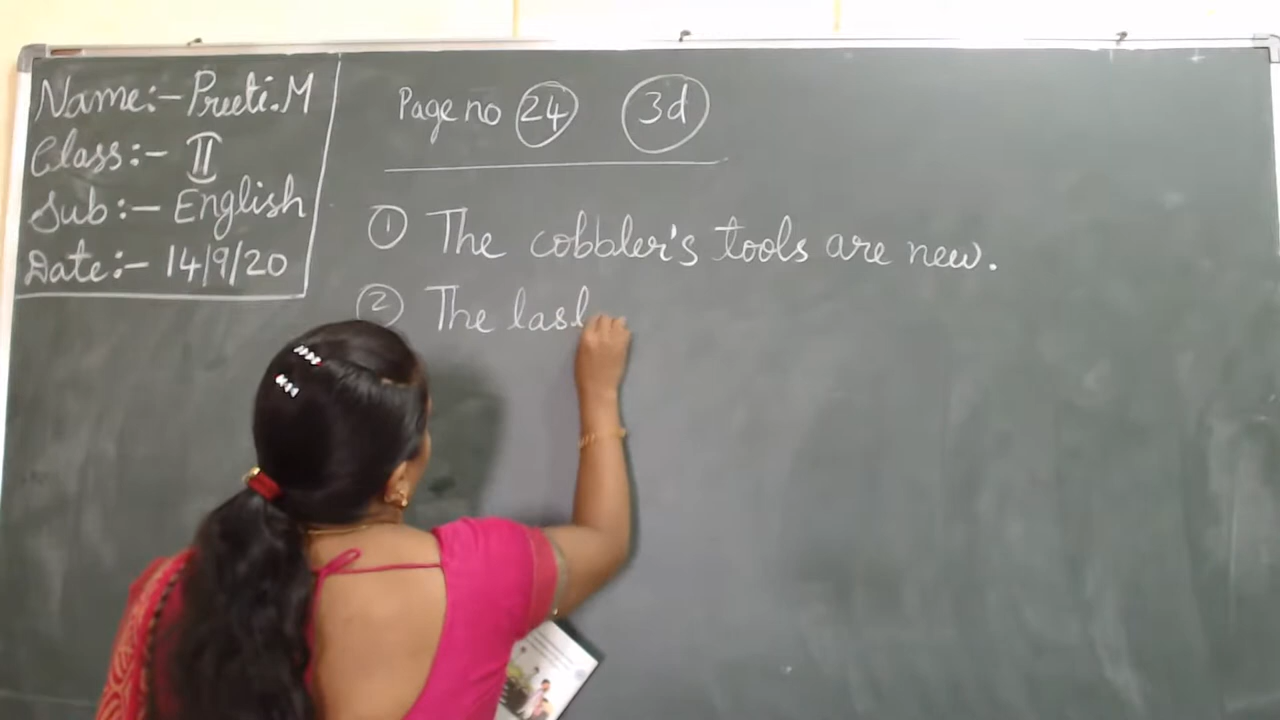 Name:- Preeti.M
Class:- II
Sub:- English
Date:- 14/9/20
Page no 24 3d
1 The cobbler's tools are new.
2 The las